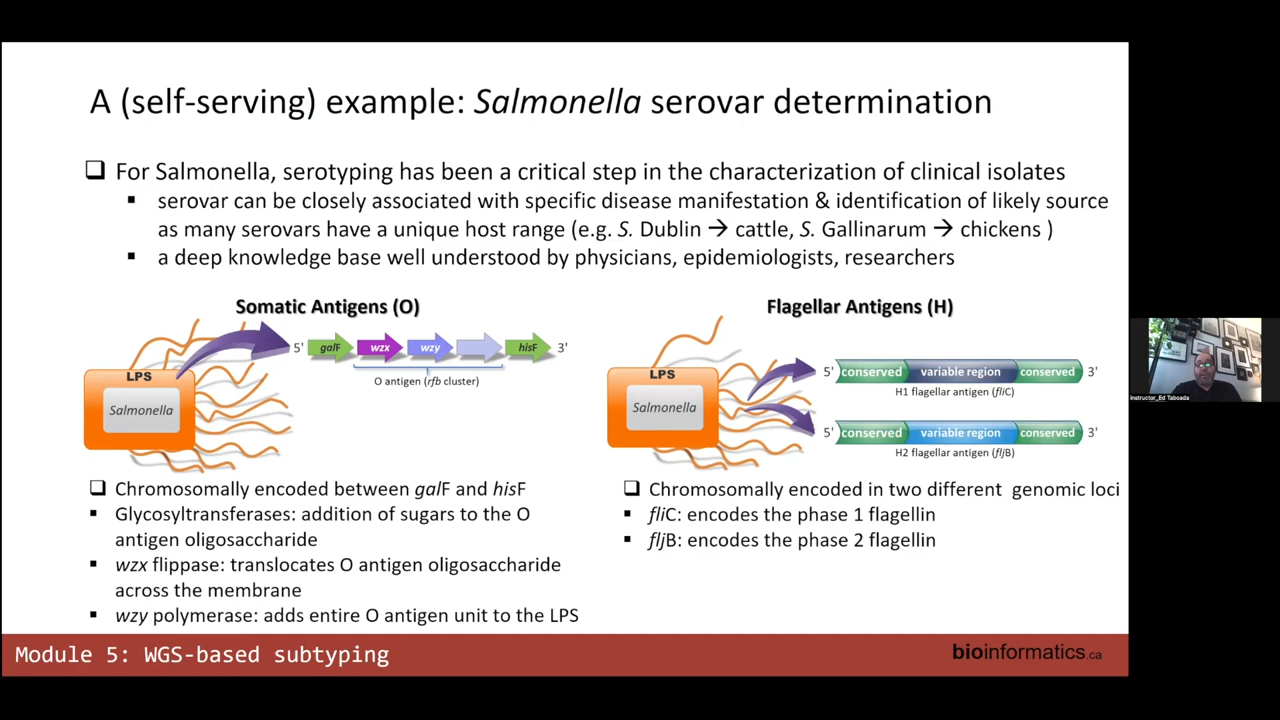 A (self-serving) example: Salmonella serovar determination
❑ For Salmonella, serotyping has been a critical step in the characterization of clinical isolates
▪ serovar can be closely associated with specific disease manifestation & identification of likely source
as many serovars have a unique host range (e.g. S. Dublin → cattle, S. Gallinarum → chickens )
▪ a deep knowledge base well understood by physicians, epidemiologists, researchers
Somatic Antigens (O)
LPS
Salmonella
5' galF wzx wzy hisF 3'
O antigen (rfb cluster)
❑ Chromosomally encoded between galF and hisF
▪ Glycosyltransferases: addition of sugars to the O
antigen oligosaccharide
▪ wzx flippase: translocates O antigen oligosaccharide
across the membrane
▪ wzy polymerase: adds entire O antigen unit to the LPS
Flagellar Antigens (H)
LPS
Salmonella
5' conserved variable region conserved 3'
H1 flagellar antigen (fliC)
5' conserved variable region conserved 3'
H2 flagellar antigen (fljB)
❑ Chromosomally encoded in two different genomic loci
▪ fliC: encodes the phase 1 flagellin
▪ fljB: encodes the phase 2 flagellin
instructor_Ed Taboada
Module 5: WGS-based subtyping
bioinformatics.ca